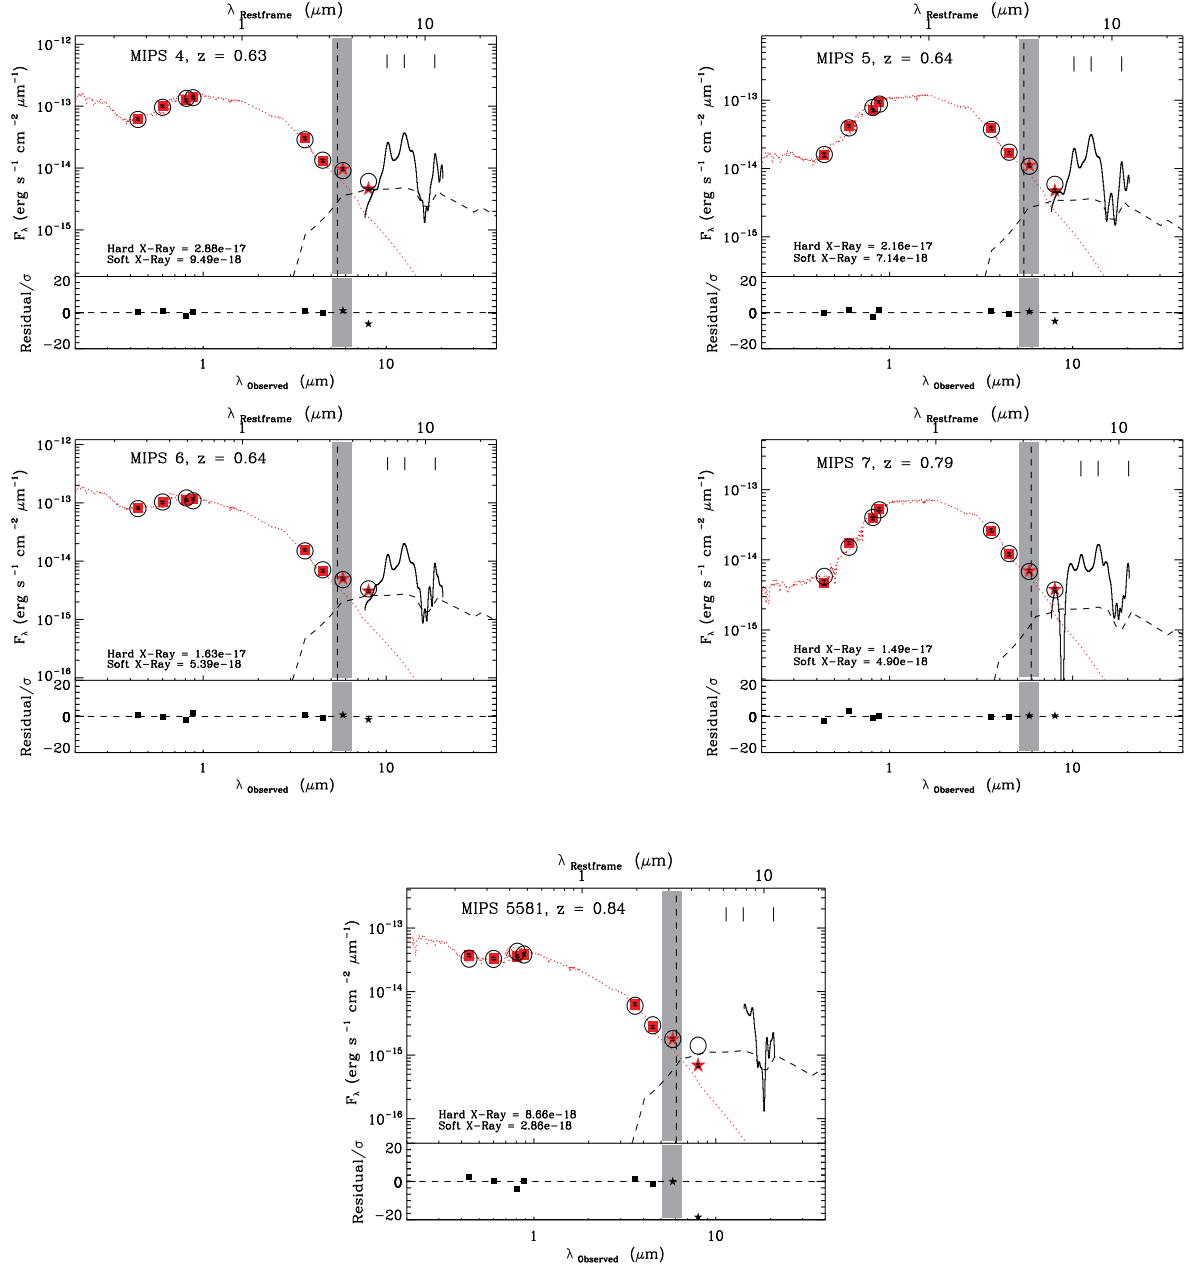 λ Restframe (μm)
1 10
MIPS 4, z = 0.63
10⁻¹²
10⁻¹³
10⁻¹⁴
10⁻¹⁵
F_λ (erg s⁻¹ cm⁻² μm⁻¹)
Hard X-Ray = 2.88e-17
Soft X-Ray = 9.49e-18
Residual/σ
20
0
-20
1 10
λ Observed (μm)
λ Restframe (μm)
1 10
MIPS 5, z = 0.64
10⁻¹³
10⁻¹⁴
10⁻¹⁵
F_λ (erg s⁻¹ cm⁻² μm⁻¹)
Hard X-Ray = 2.16e-17
Soft X-Ray = 7.14e-18
Residual/σ
20
0
-20
1 10
λ Observed (μm)
λ Restframe (μm)
1 10
MIPS 6, z = 0.64
10⁻¹²
10⁻¹³
10⁻¹⁴
10⁻¹⁵
10⁻¹⁶
F_λ (erg s⁻¹ cm⁻² μm⁻¹)
Hard X-Ray = 1.63e-17
Soft X-Ray = 5.39e-18
Residual/σ
20
0
-20
1 10
λ Observed (μm)
λ Restframe (μm)
1 10
MIPS 7, z = 0.79
10⁻¹³
10⁻¹⁴
10⁻¹⁵
F_λ (erg s⁻¹ cm⁻² μm⁻¹)
Hard X-Ray = 1.49e-17
Soft X-Ray = 4.90e-18
Residual/σ
20
0
-20
1 10
λ Observed (μm)
λ Restframe (μm)
1 10
MIPS 5581, z = 0.84
10⁻¹³
10⁻¹⁴
10⁻¹⁵
10⁻¹⁶
F_λ (erg s⁻¹ cm⁻² μm⁻¹)
Hard X-Ray = 8.66e-18
Soft X-Ray = 2.86e-18
Residual/σ
20
0
-20
1 10
λ Observed (μm)